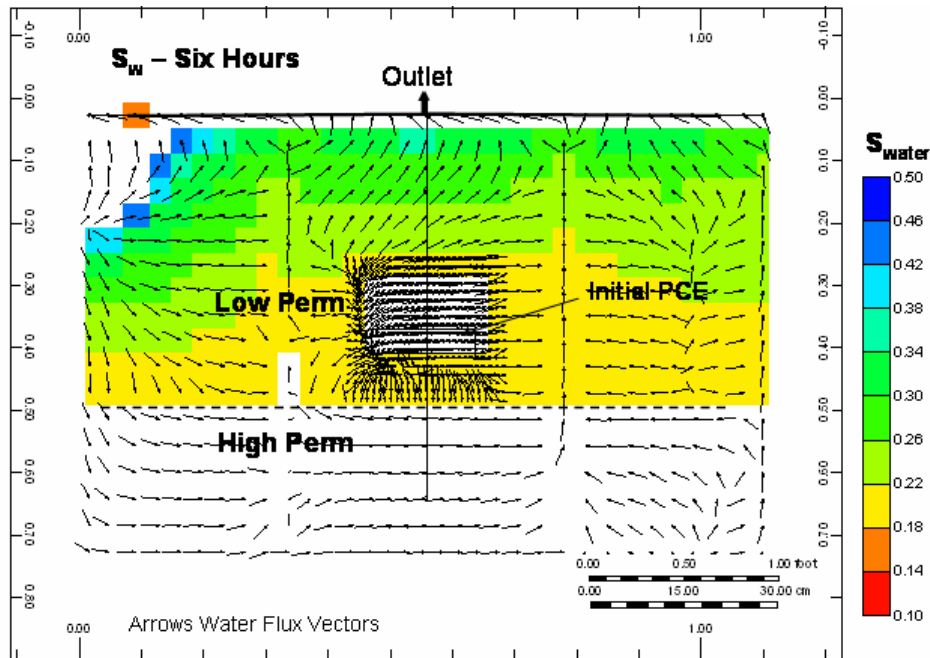 0.00 1.00
-0.10 -0.10
S_w – Six Hours
Outlet
0.00 0.00
S_water
0.10 0.10
0.50
0.20 0.20
0.46
0.42
0.30 Low Perm Initial PCE 0.30
0.38
0.40 0.40
0.34
0.30
0.50 0.50
High Perm
0.26
0.60 0.60
0.22
0.18
0.70 0.70
0.00 0.50 1.00 foot
0.14
0.00 15.00 30.00 cm
0.80 0.80
0.10
Arrows Water Flux Vectors
0.00 1.00